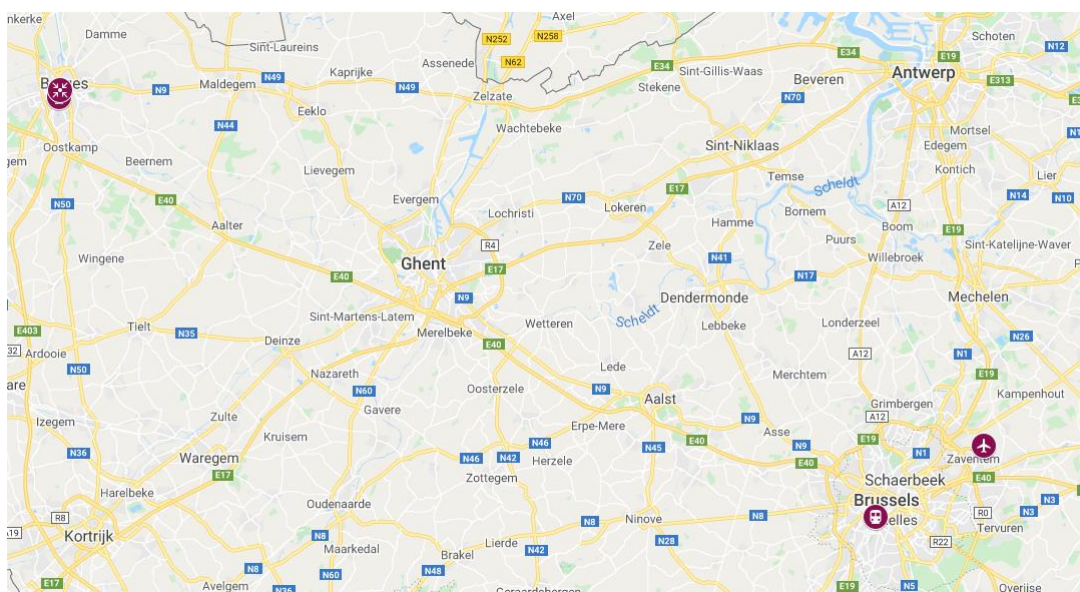 nkerke
Damme
Sint-Laureins
Assenede
N252
N258
Axel
N62
Schoten
N12
E19
E34
E34
Sint-Gillis-Waas
Stekene
Beveren
N70
Antwerp
E313
Bruges
N9
Maldegem
N49
Kaprijke
N49
Zelzate
Eeklo
N44
Wachtebeke
Sint-Niklaas
Mortsel
Edegem
Kontich
Lier
Oostkamp
Beernem
Lievegem
N50
E40
Evergem
Lochristi
N70
Lokeren
E17
Temse
Scheldt
Bornem
A12
N14
N10
Aalter
R4
Zele
Hamme
Puurs
Boom
E19
Sint-Katelijne-Waver
Wingene
E40
Ghent
E17
N9
N41
N17
Willebroek
Dendermonde
Mechelen
Sint-Martens-Latem
Merelbeke
Wetteren
Scheldt
Lebbeke
Londerzeel
E403
Tielt
N35
Deinze
E40
A12
N1
N26
32
Ardooie
N50
Nazareth
N60
Lede
N9
Merchtem
E19
Kampenhout
Oosterzele
Aalst
Grimbergen
A12
Izegem
Zulte
Gavere
Kruisem
Erpe-Mere
N9
Asse
N9
E19
N1
N36
Waregem
E17
N46
N42
N46
Herzele
N45
E40
E40
Zaventem
E40
Zottegem
Schaerbeek
Harelbeke
R8
Oudenaarde
Brussels
N3
N3
A19
Kortrijk
N8
N8
Ninove
N8
elles
R0
Tervuren
Maarkedal
Lierde
N42
N28
R22
E17
N8
N60
Brakel
N48
Avelgem
N36
Geraardsbergen
E19
N5
Overijse